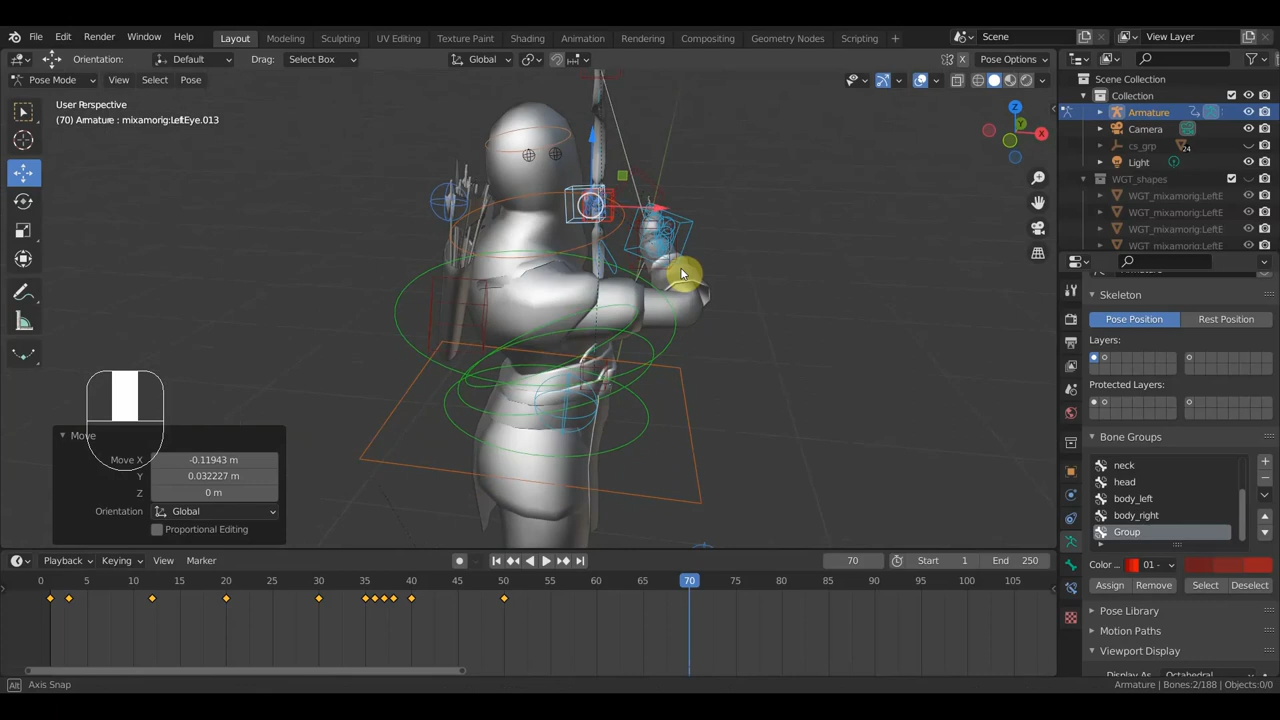 File Edit Render Window Help Layout Modeling Sculpting UV Editing Texture Paint Shading Animation Rendering Compositing Geometry Nodes Scripting + Scene View Layer
Orientation: Default Drag: Select Box Global Pose Options
Pose Mode View Select Pose
User Perspective
(70) Armature : mixamorig:LeftEye.013
X
Y
Z
Scene Collection
Collection
Armature
Camera
cs_grp 24
Light
WGT_shapes
WGT_mixamorig:LeftE
WGT_mixamorig:LeftE
WGT_mixamorig:LeftE
WGT_mixamorig:LeftE
Skeleton
Pose Position Rest Position
Layers:
Protected Layers:
Bone Groups
neck
head
body_left
body_right
Group
Color ... 01 -
Assign Remove Select Deselect
Pose Library
Motion Paths
Viewport Display
Move
Move X -0.11943 m
Y 0.032227 m
Z 0 m
Orientation Global
Proportional Editing
Playback Keying View Marker 70 Start 1 End 250
0 5 10 15 20 25 30 35 40 45 50 55 60 65 70 75 80 85 90 95 100 105
Alt Axis Snap Armature | Bones:2/188 | Objects:0/0